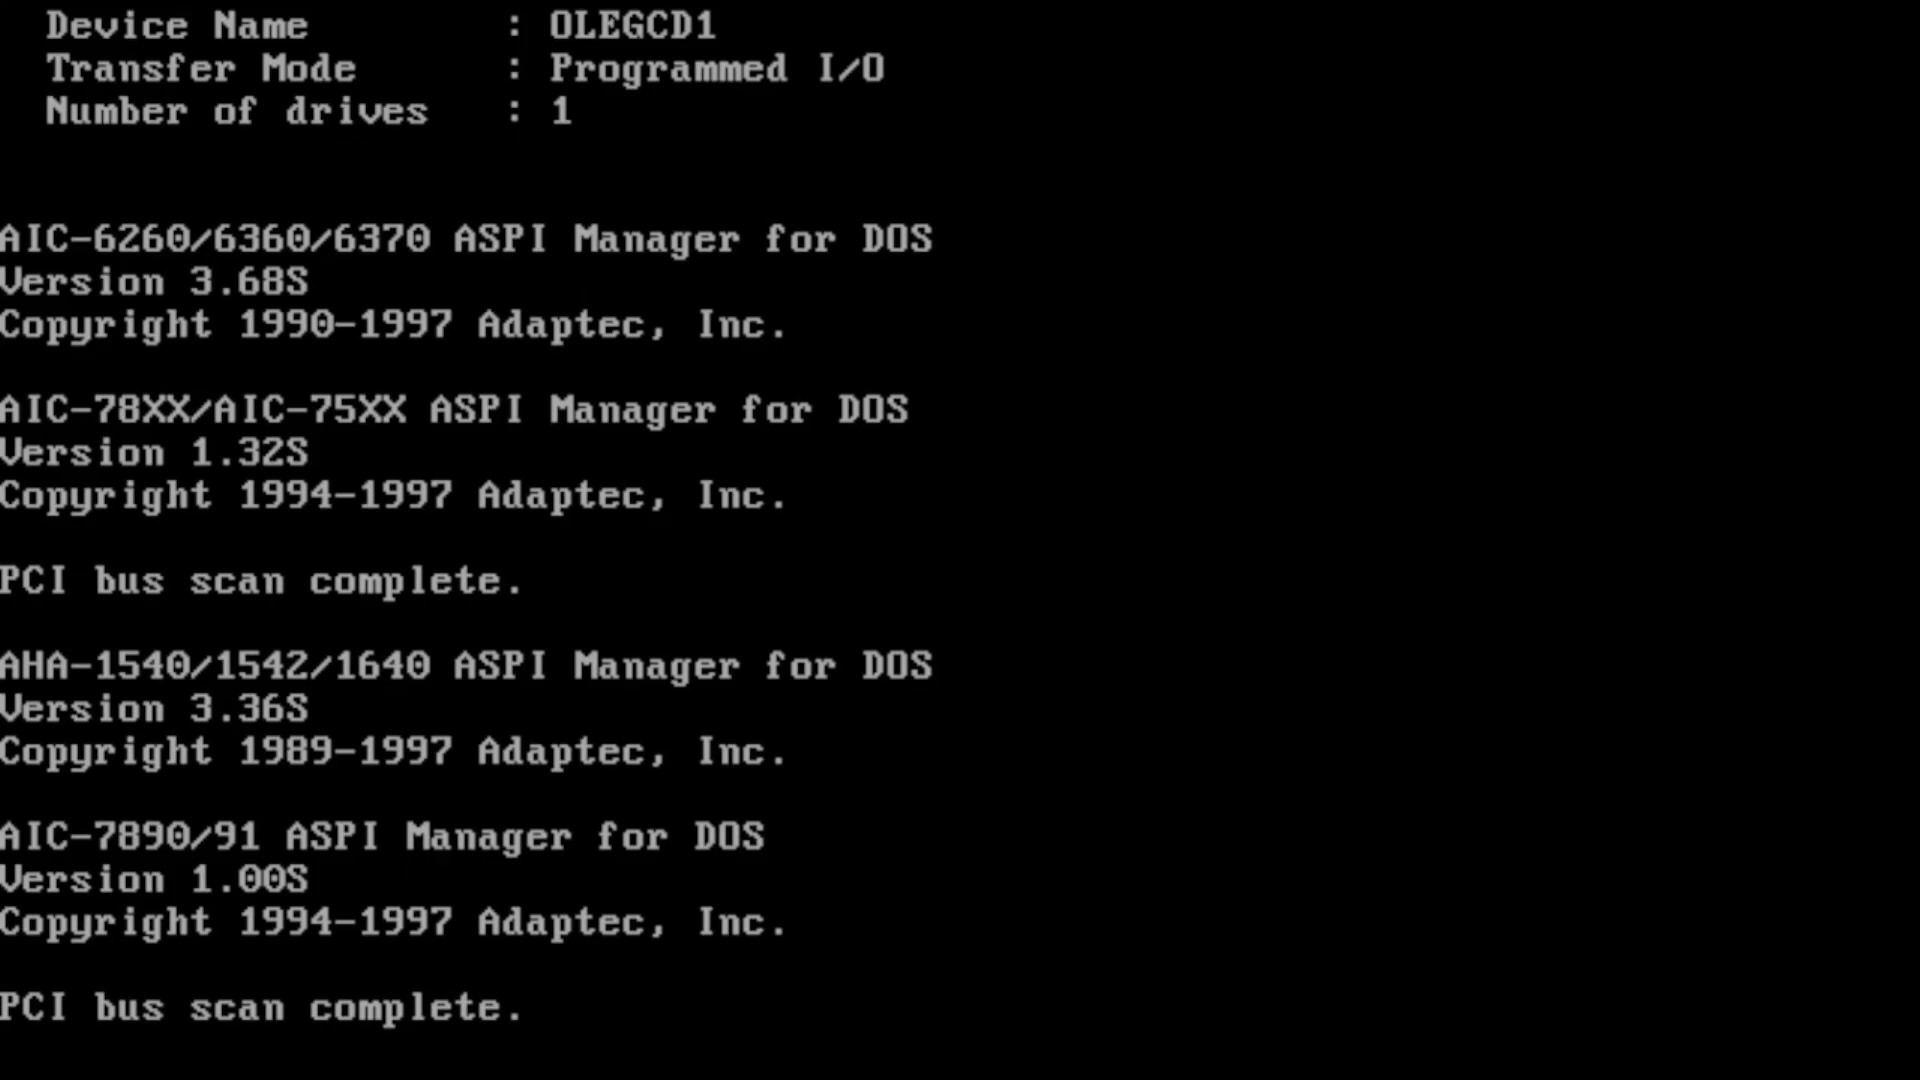 Device Name : OLEGCD1
Transfer Mode : Programmed I/O
Number of drives : 1
AIC-6260/6360/6370 ASPI Manager for DOS
Version 3.68S
Copyright 1990-1997 Adaptec, Inc.
AIC-78XX/AIC-75XX ASPI Manager for DOS
Version 1.32S
Copyright 1994-1997 Adaptec, Inc.
PCI bus scan complete.
AHA-1540/1542/1640 ASPI Manager for DOS
Version 3.36S
Copyright 1989-1997 Adaptec, Inc.
AIC-7890/91 ASPI Manager for DOS
Version 1.00S
Copyright 1994-1997 Adaptec, Inc.
PCI bus scan complete.